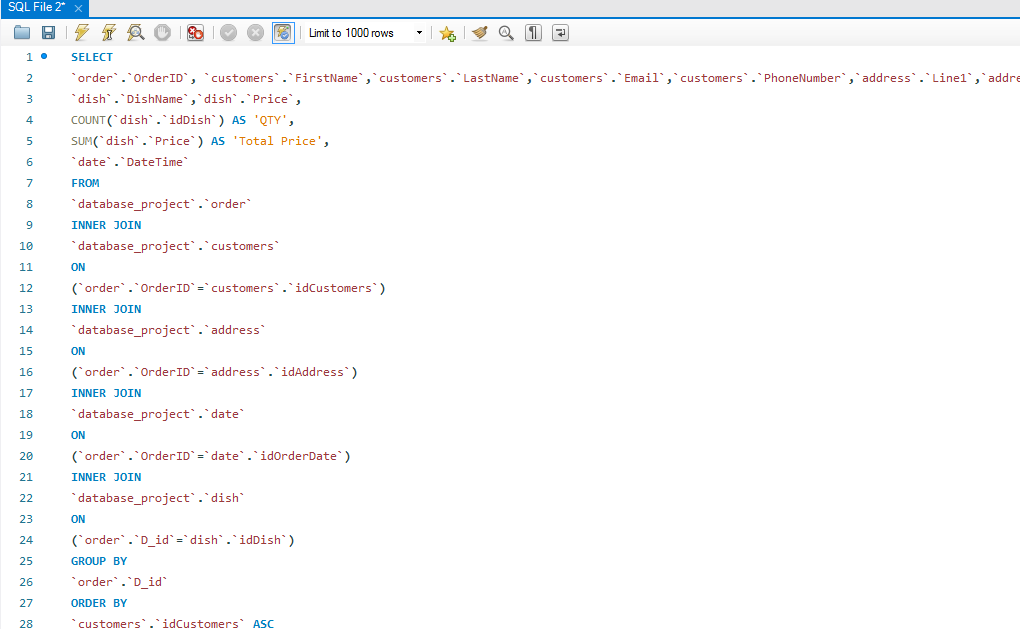 SQL File 2*
Limit to 1000 rows
1 SELECT
2 `order`.`OrderID`, `customers`.`FirstName`,`customers`.`LastName`,`customers`.`Email`,`customers`.`PhoneNumber`,`address`.`Line1`,`addre
3 `dish`.`DishName`,`dish`.`Price`,
4 COUNT(`dish`.`idDish`) AS 'QTY',
5 SUM(`dish`.`Price`) AS 'Total Price',
6 `date`.`DateTime`
7 FROM
8 `database_project`.`order`
9 INNER JOIN
10 `database_project`.`customers`
11 ON
12 (`order`.`OrderID`=`customers`.`idCustomers`)
13 INNER JOIN
14 `database_project`.`address`
15 ON
16 (`order`.`OrderID`=`address`.`idAddress`)
17 INNER JOIN
18 `database_project`.`date`
19 ON
20 (`order`.`OrderID`=`date`.`idOrderDate`)
21 INNER JOIN
22 `database_project`.`dish`
23 ON
24 (`order`.`D_id`=`dish`.`idDish`)
25 GROUP BY
26 `order`.`D_id`
27 ORDER BY
28 `customers`.`idCustomers` ASC